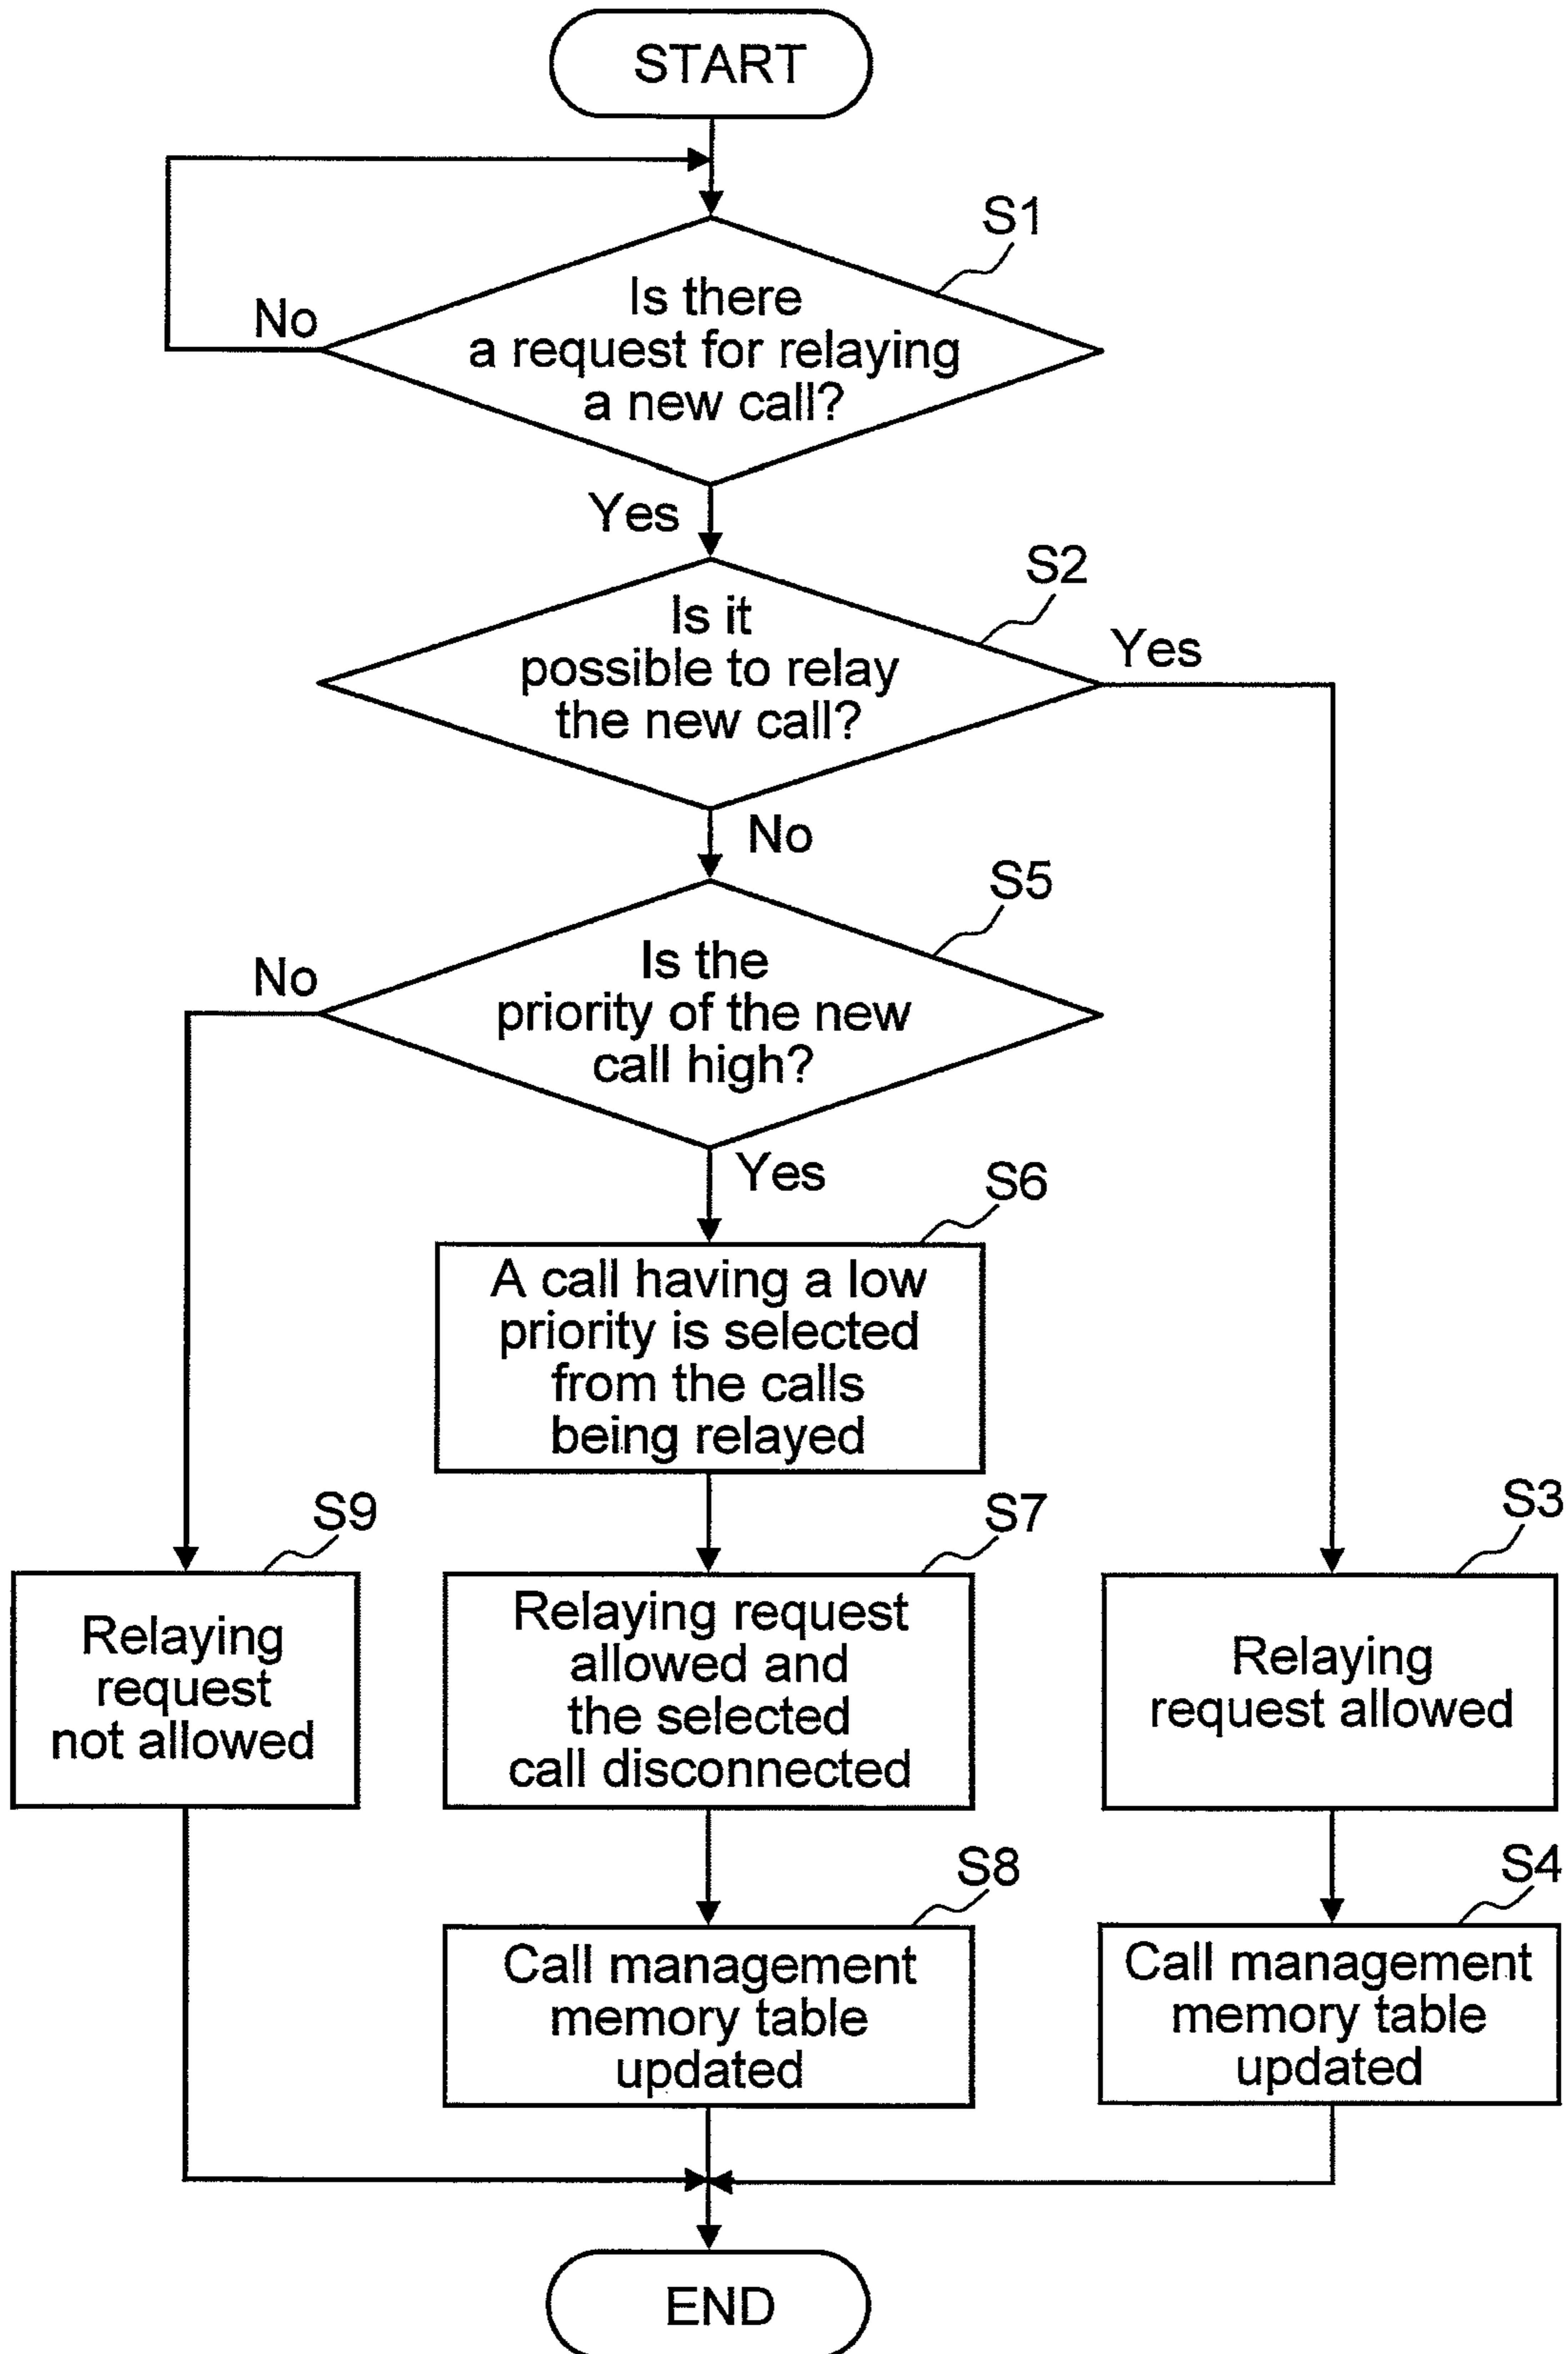 START
S1
Is there
a request for relaying
a new call?
No
Yes
S2
Is it
possible to relay
the new call?
Yes
No
S5
Is the
priority of the new
call high?
No
Yes
S6
A call having a low
priority is selected
from the calls
being relayed
S9
Relaying
request
not allowed
S7
Relaying request
allowed and
the selected
call disconnected
S3
Relaying
request allowed
S8
Call management
memory table
updated
S4
Call management
memory table
updated
END